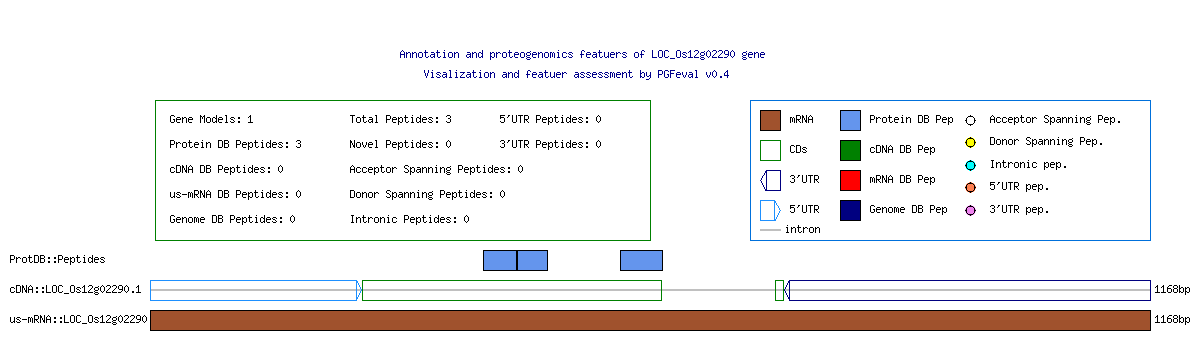 Annotation and proteogenomics featuers of LOC_Os12g02290 gene
Visalization and featuer assessment by PGFeval v0.4
Gene Models: 1 Total Peptides: 3 5'UTR Peptides: 0
Protein DB Peptides: 3 Novel Peptides: 0 3'UTR Peptides: 0
cDNA DB Peptides: 0 Acceptor Spanning Peptides: 0
us-mRNA DB Peptides: 0 Donor Spanning Peptides: 0
Genome DB Peptides: 0 Intronic Peptides: 0
mRNA Protein DB Pep Acceptor Spanning Pep.
CDs cDNA DB Pep Donor Spanning Pep.
3'UTR mRNA DB Pep Intronic pep.
5'UTR Genome DB Pep 5'UTR pep.
intron 3'UTR pep.
ProtDB::Peptides
cDNA::LOC_Os12g02290.1 1168bp
us-mRNA::LOC_Os12g02290 1168bp